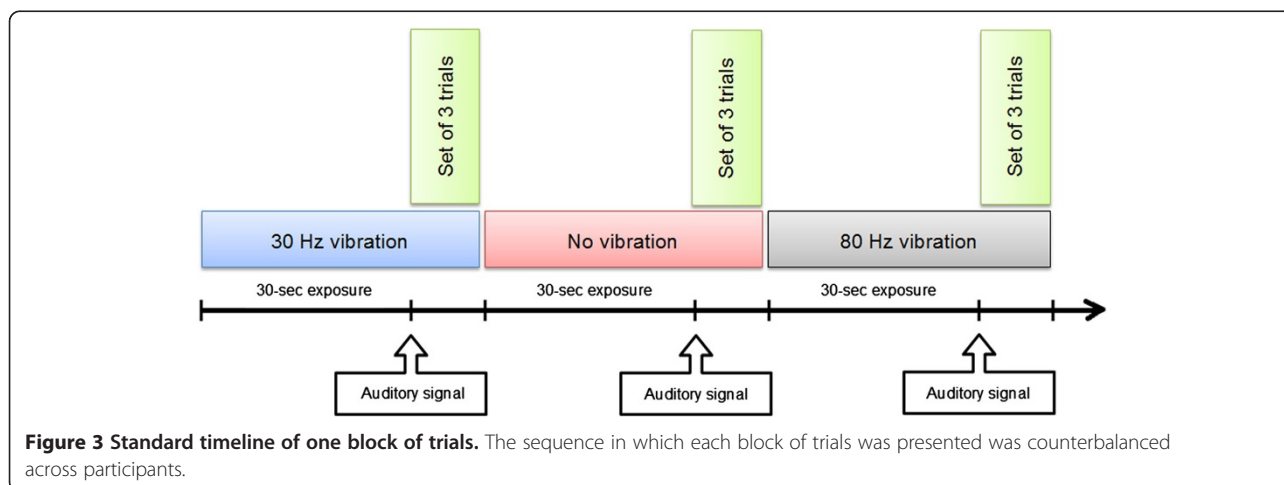 Set of 3 trials
Set of 3 trials
Set of 3 trials
30 Hz vibration
No vibration
80 Hz vibration
30-sec exposure
30-sec exposure
30-sec exposure
Auditory signal
Auditory signal
Auditory signal
Figure 3 Standard timeline of one block of trials. The sequence in which each block of trials was presented was counterbalanced
across participants.